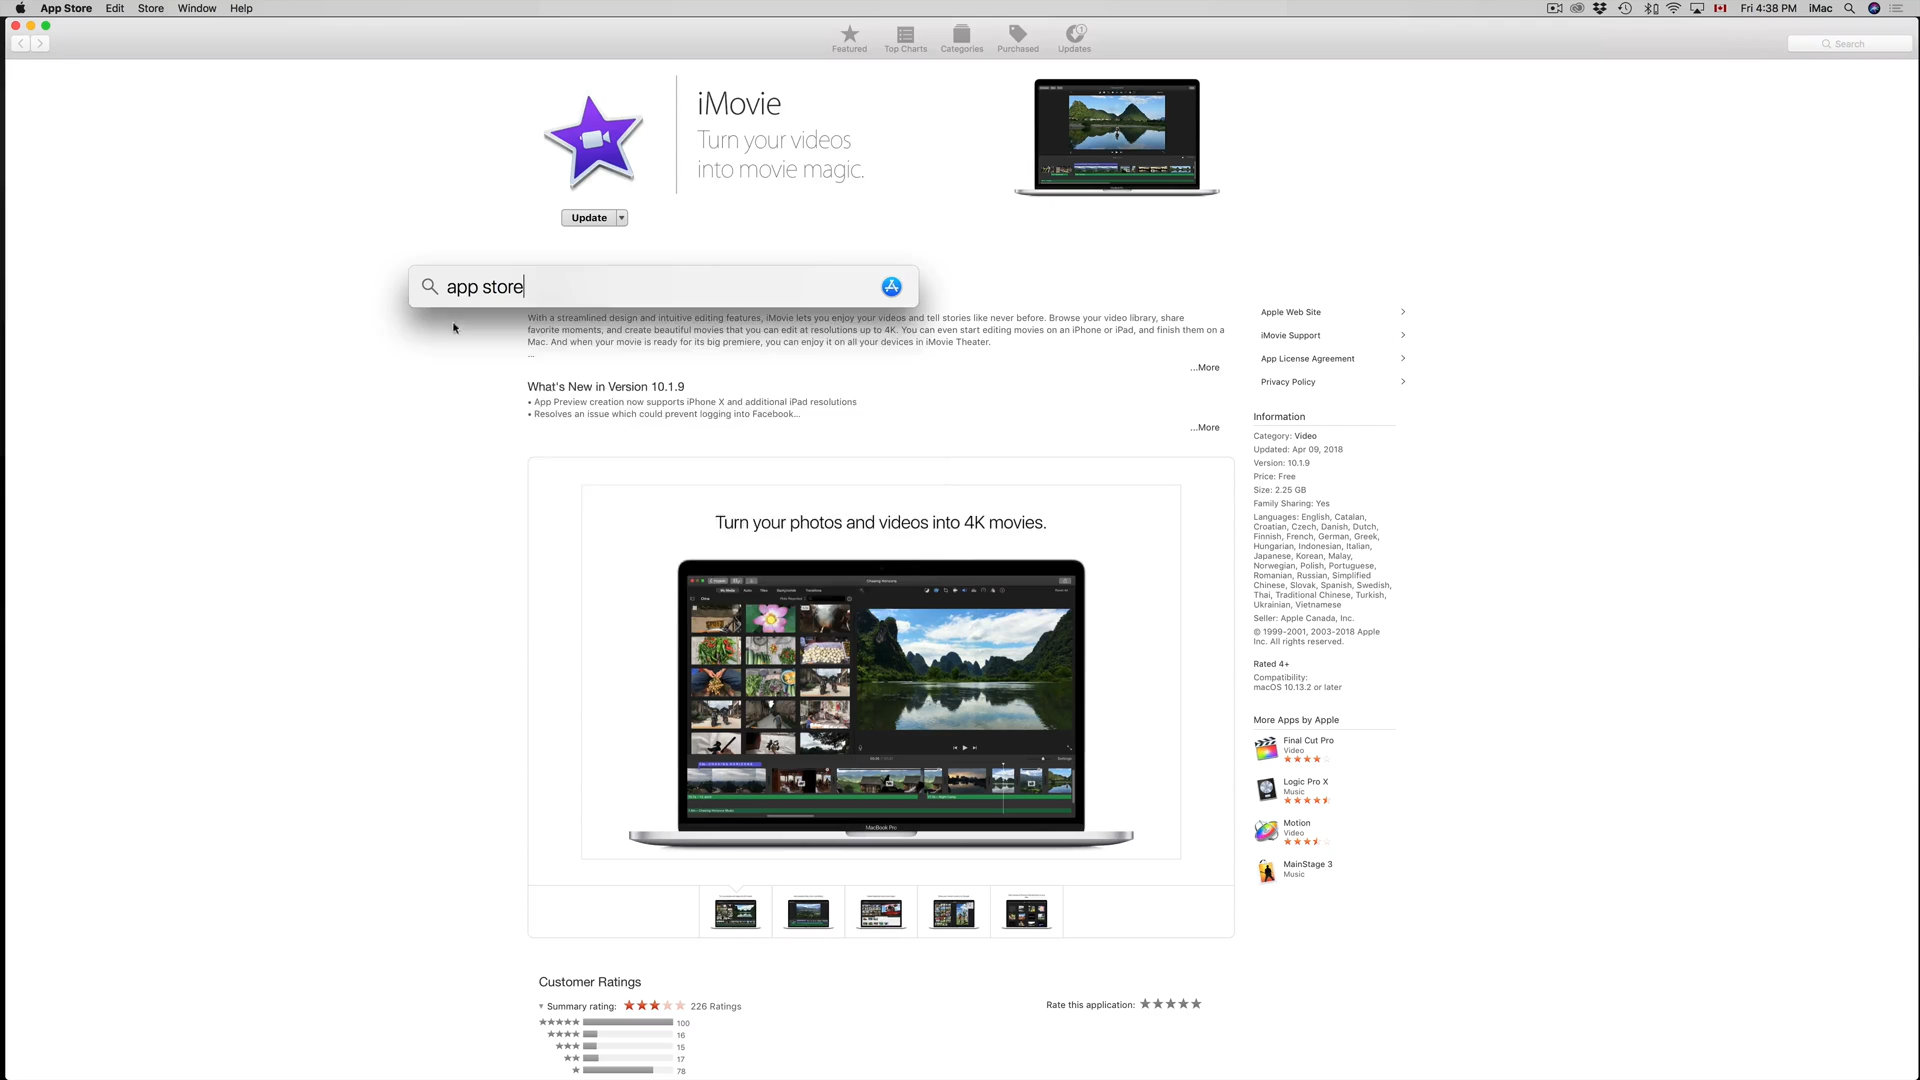 App Store Edit Store Window Help
Fri 4:38 PM iMac
Featured Top Charts Categories Purchased Updates
1
Search
iMovie
Turn your videos
into movie magic.
Update
app store
With a streamlined design and intuitive editing features, iMovie lets you enjoy your videos and tell stories like never before. Browse your video library, share
favorite moments, and create beautiful movies that you can edit at resolutions up to 4K. You can even start editing movies on an iPhone or iPad, and finish them on a
Mac. And when your movie is ready for its big premiere, you can enjoy it on all your devices in iMovie Theater.
...
...More
What's New in Version 10.1.9
• App Preview creation now supports iPhone X and additional iPad resolutions
• Resolves an issue which could prevent logging into Facebook...
...More
Turn your photos and videos into 4K movies.
MacBook Pro
Customer Ratings
Summary rating: 226 Ratings
100
16
15
17
78
Rate this application:
Apple Web Site
iMovie Support
App License Agreement
Privacy Policy
Information
Category: Video
Updated: Apr 09, 2018
Version: 10.1.9
Price: Free
Size: 2.25 GB
Family Sharing: Yes
Languages: English, Catalan,
Croatian, Czech, Danish, Dutch,
Finnish, French, German, Greek,
Hungarian, Indonesian, Italian,
Japanese, Korean, Malay,
Norwegian, Polish, Portuguese,
Romanian, Russian, Simplified
Chinese, Slovak, Spanish, Swedish,
Thai, Traditional Chinese, Turkish,
Ukrainian, Vietnamese
Seller: Apple Canada, Inc.
© 1999-2001, 2003-2018 Apple
Inc. All rights reserved.
Rated 4+
Compatibility:
macOS 10.13.2 or later
More Apps by Apple
Final Cut Pro
Video
Logic Pro X
Music
Motion
Video
MainStage 3
Music